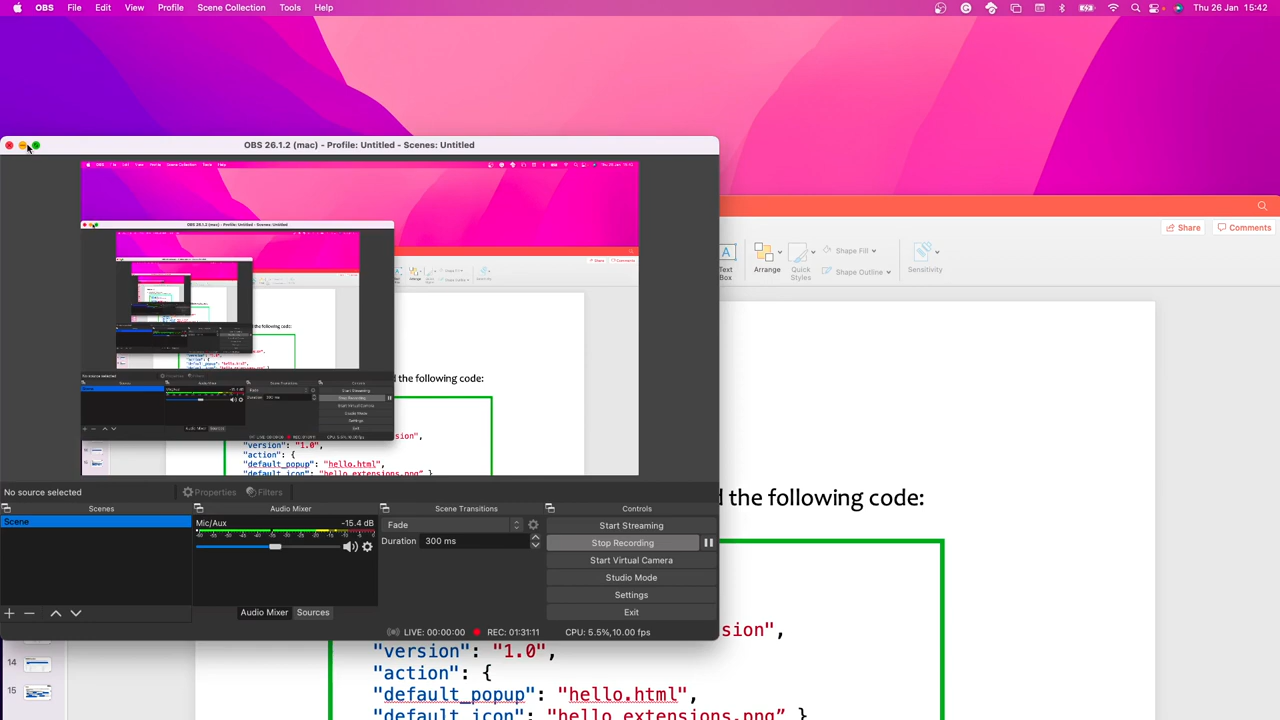 OBS File Edit View Profile Scene Collection Tools Help Thu 26 Jan 15:42
OBS 26.1.2 (mac) - Profile: Untitled - Scenes: Untitled
Share Comments
Text Box
Arrange
Quick Styles
Shape Fill
Shape Outline
Sensitivity
d the following code:
"version": "1.0",
"action": {
"default_popup": "hello.html",
"default_icon": "hello_extensions.png" }
No source selected Properties Filters
Scenes Audio Mixer Scene Transitions Controls
Scene
Mic/Aux -15.4 dB
Fade
Duration 300 ms
Start Streaming
Stop Recording
Start Virtual Camera
Studio Mode
Settings
Exit
Audio Mixer Sources
LIVE: 00:00:00 REC: 01:31:11 CPU: 5.5%,10.00 fps
d the following code:
sion",
"version": "1.0",
"action": {
"default_popup": "hello.html",
"default_icon": "hello_extensions.png" }
14
15